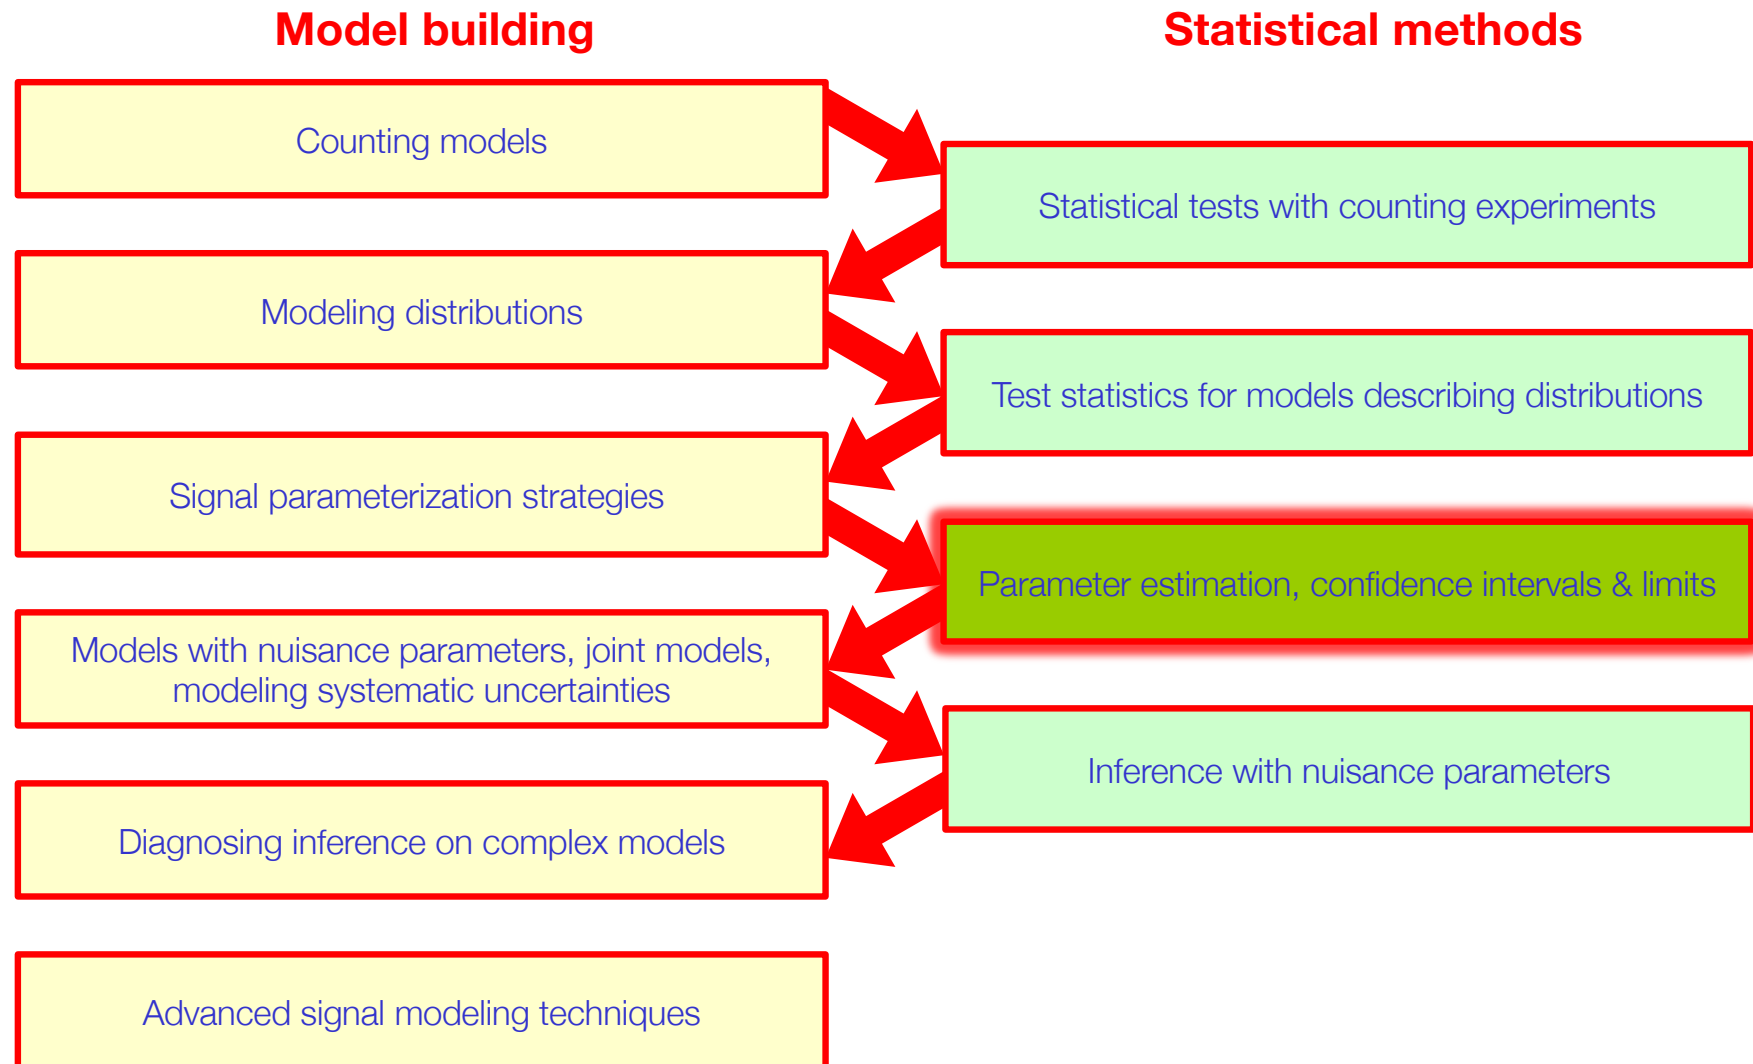 Model building
Statistical methods
Counting models
Statistical tests with counting experiments
Modeling distributions
Test statistics for models describing distributions
Signal parameterization strategies
Parameter estimation, confidence intervals & limits
Models with nuisance parameters, joint models,
modeling systematic uncertainties
Inference with nuisance parameters
Diagnosing inference on complex models
Advanced signal modeling techniques